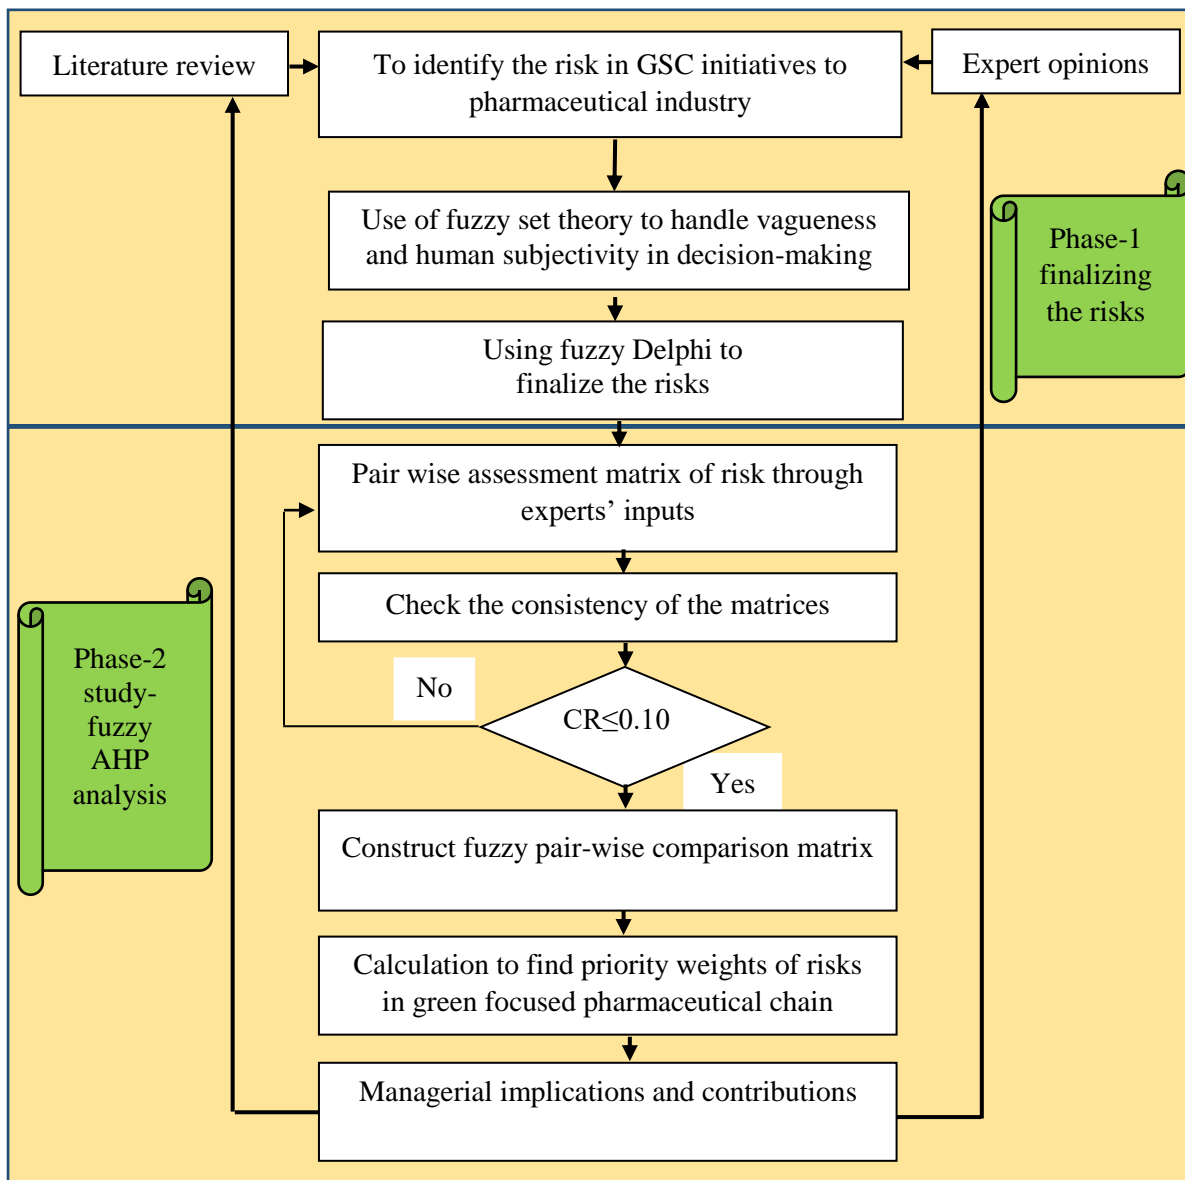 Literature review
To identify the risk in GSC initiatives to
pharmaceutical industry
Expert opinions
Use of fuzzy set theory to handle vagueness
and human subjectivity in decision-making
Phase-1
finalizing
the risks
Using fuzzy Delphi to
finalize the risks
Pair wise assessment matrix of risk through
experts’ inputs
Check the consistency of the matrices
Phase-2
study-
fuzzy
AHP
analysis
No
CR≤0.10
Yes
Construct fuzzy pair-wise comparison matrix
Calculation to find priority weights of risks
in green focused pharmaceutical chain
Managerial implications and contributions